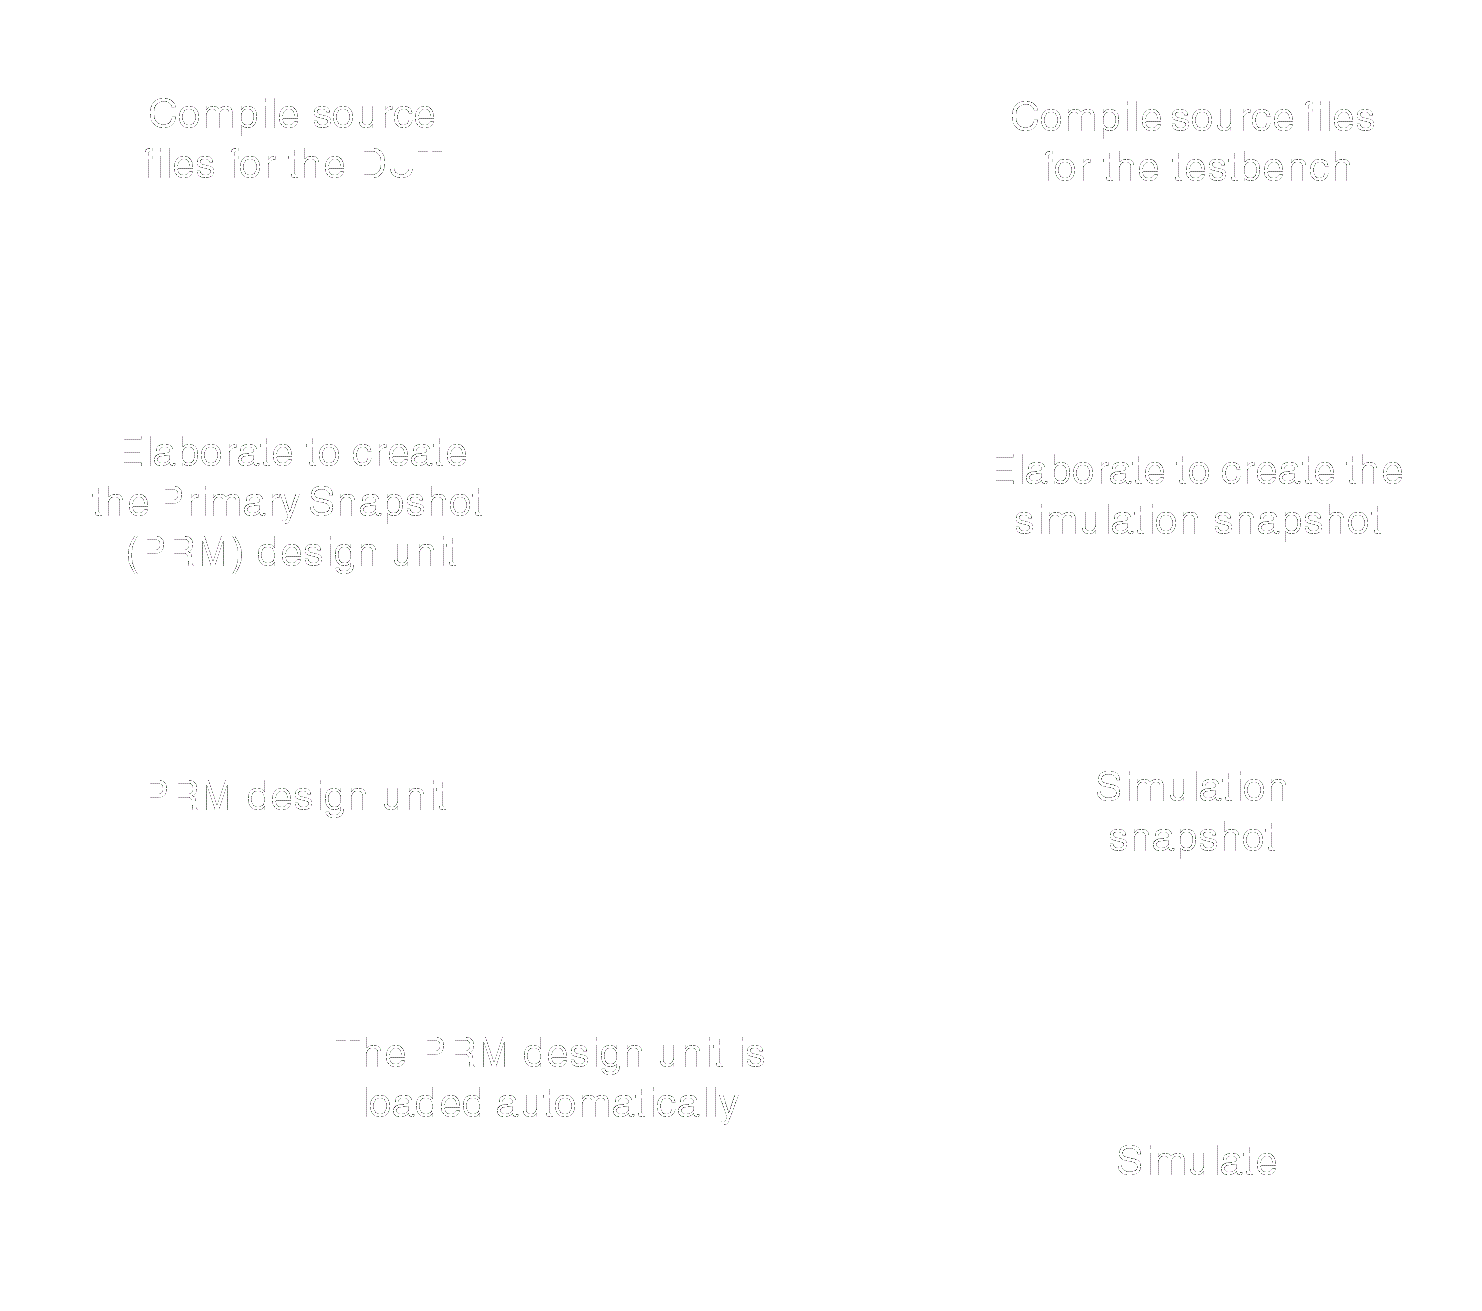 Compile source
files for the DUT
Compile source files
for the testbench
Elaborate to create
the Primary Snapshot
(PRM) design unit
Elaborate to create the
simulation snapshot
PRM design unit
Simulation
snapshot
The PRM design unit is
loaded automatically
Simulate